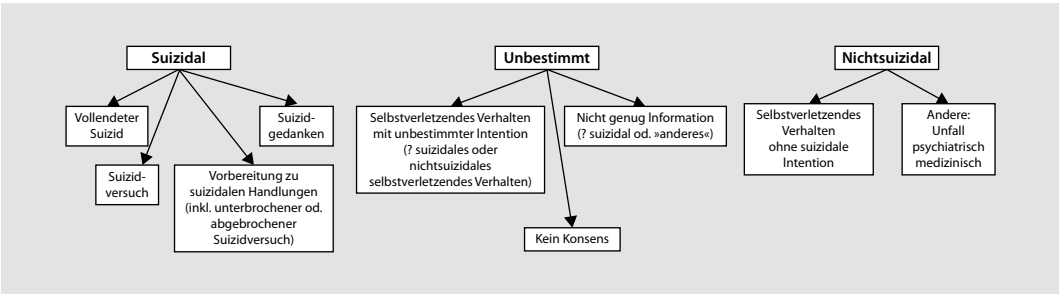 Suizidal
Vollendeter
Suizid
Suizid-
versuch
Vorbereitung zu
suizidalen Handlungen
(inkl. unterbrochener od.
abgebrochener
Suizidversuch)
Suizid-
gedanken
Unbestimmt
Selbstverletzendes Verhalten
mit unbestimmter Intention
(? suizidales oder
nichtsuizidales
selbstverletzendes Verhalten)
Kein Konsens
Nicht genug Information
(? suizidal od. »anderes«)
Nichtsuizidal
Selbstverletzendes
Verhalten
ohne suizidale
Intention
Andere:
Unfall
psychiatrisch
medizinisch